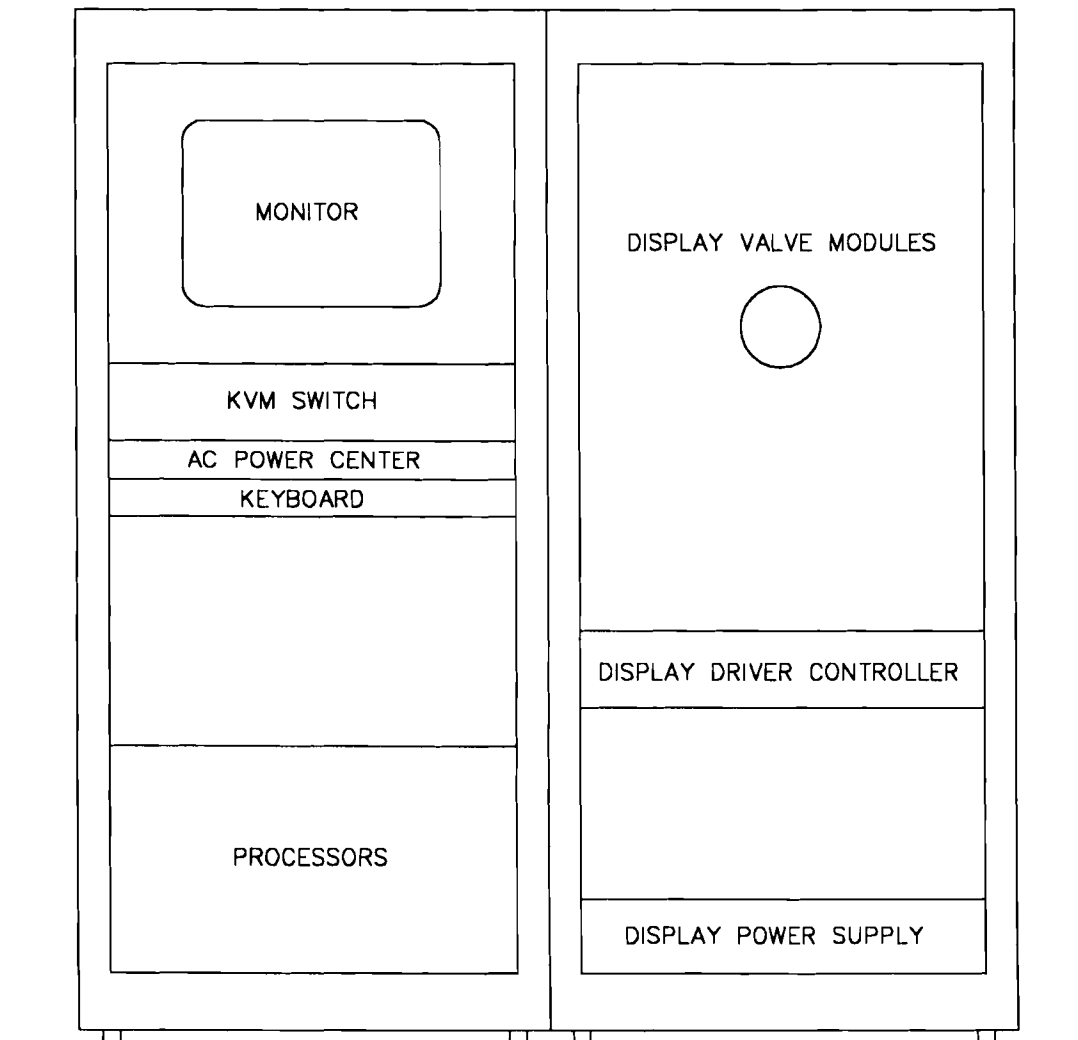 MONITOR
KVM SWITCH
AC POWER CENTER
KEYBOARD
PROCESSORS
DISPLAY VALVE MODULES
DISPLAY DRIVER CONTROLLER
DISPLAY POWER SUPPLY